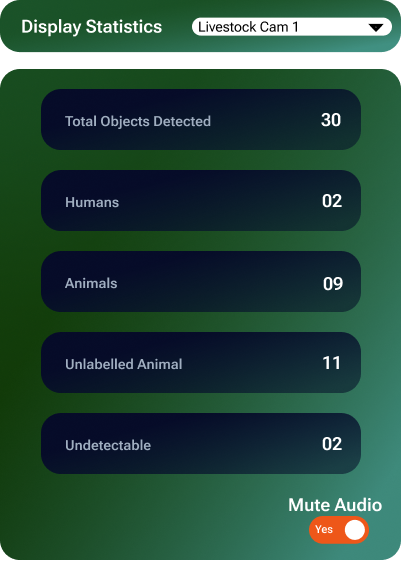 Display Statistics
Livestock Cam 1
Total Objects Detected 30
Humans 02
Animals 09
Unlabelled Animal 11
Undetectable 02
Mute Audio
Yes